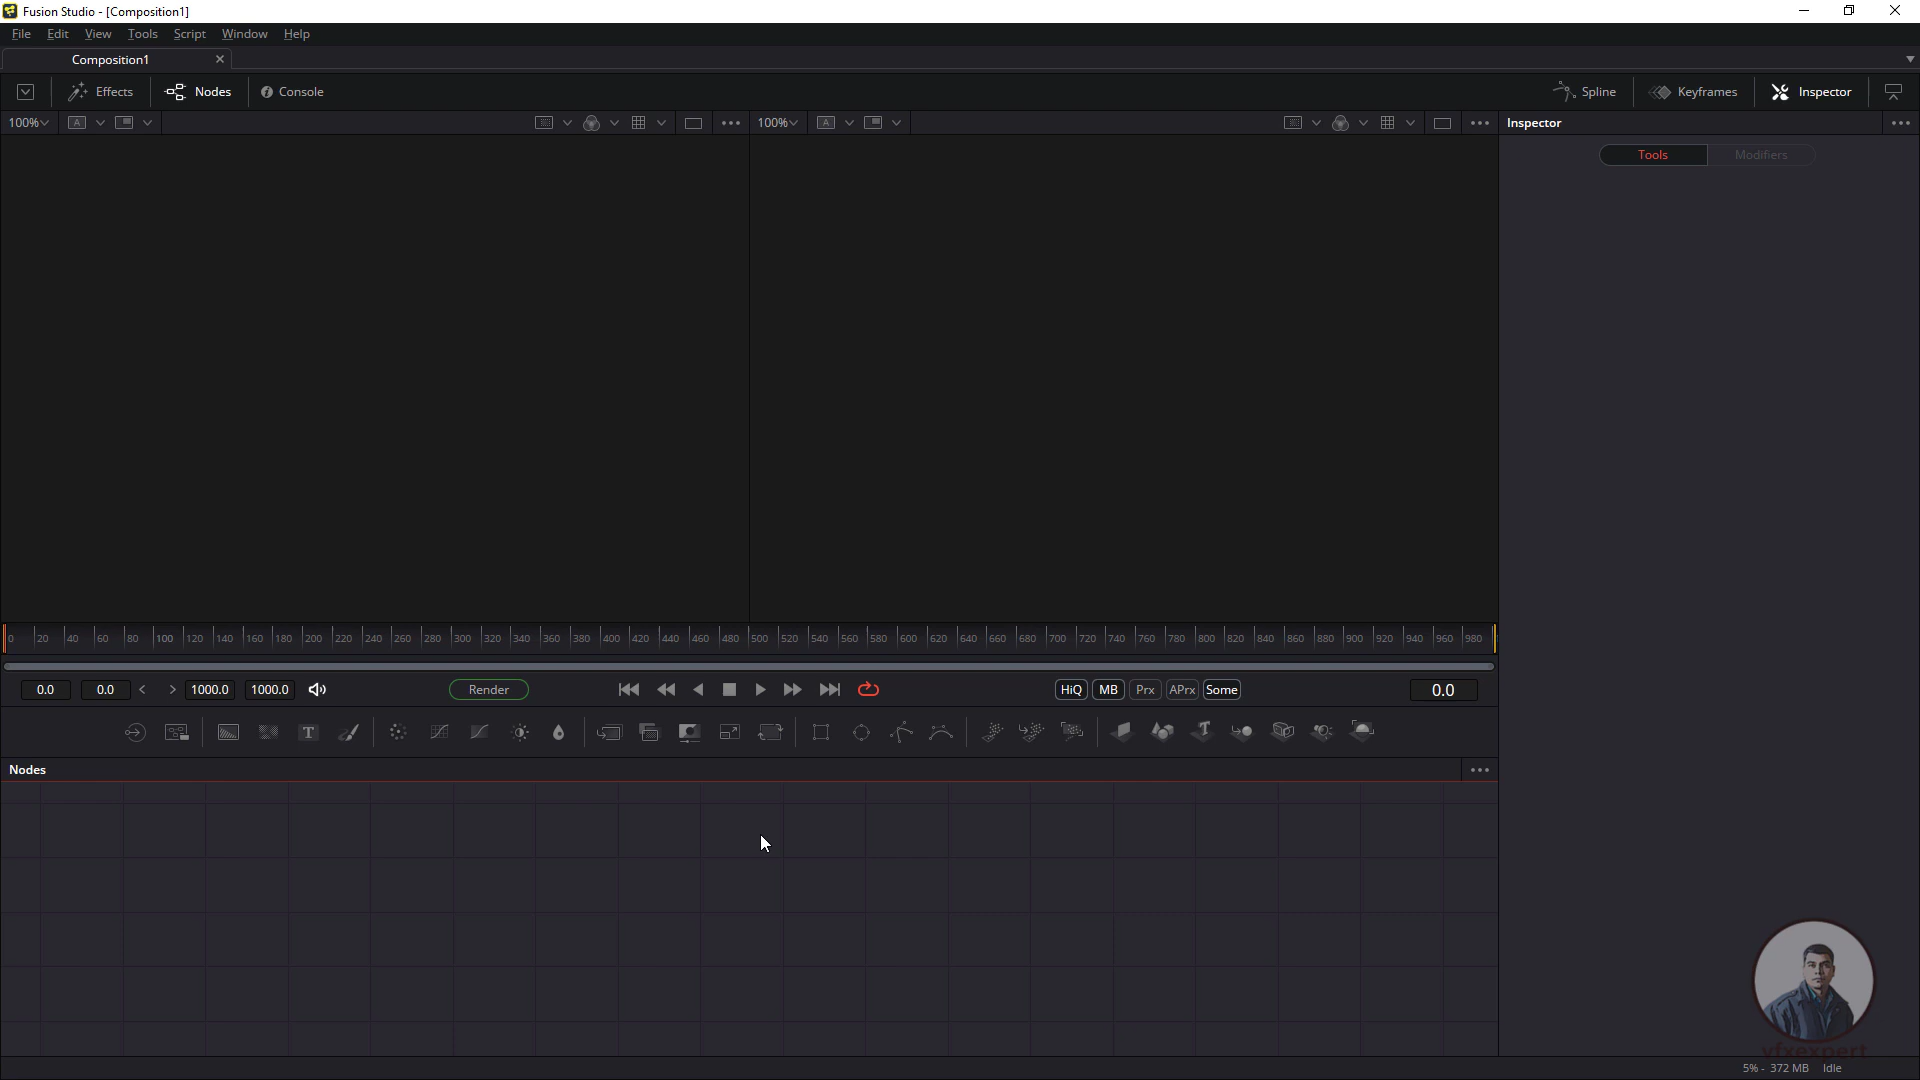 Fusion Studio - [Composition1]
File Edit View Tools Script Window Help
Composition1
Effects Nodes Console Spline Keyframes Inspector
100% A 100% A Inspector
Tools Modifiers
0 20 40 60 80 100 120 140 160 180 200 220 240 260 280 300 320 340 360 380 400 420 440 460 480 500 520 540 560 580 600 620 640 660 680 700 720 740 760 780 800 820 840 860 880 900 920 940 960 980
0.0 0.0 < > 1000.0 1000.0 Render HiQ MB Prx APrx Some 0.0
T T
Nodes
vfxexpert
5% - 372 MB Idle